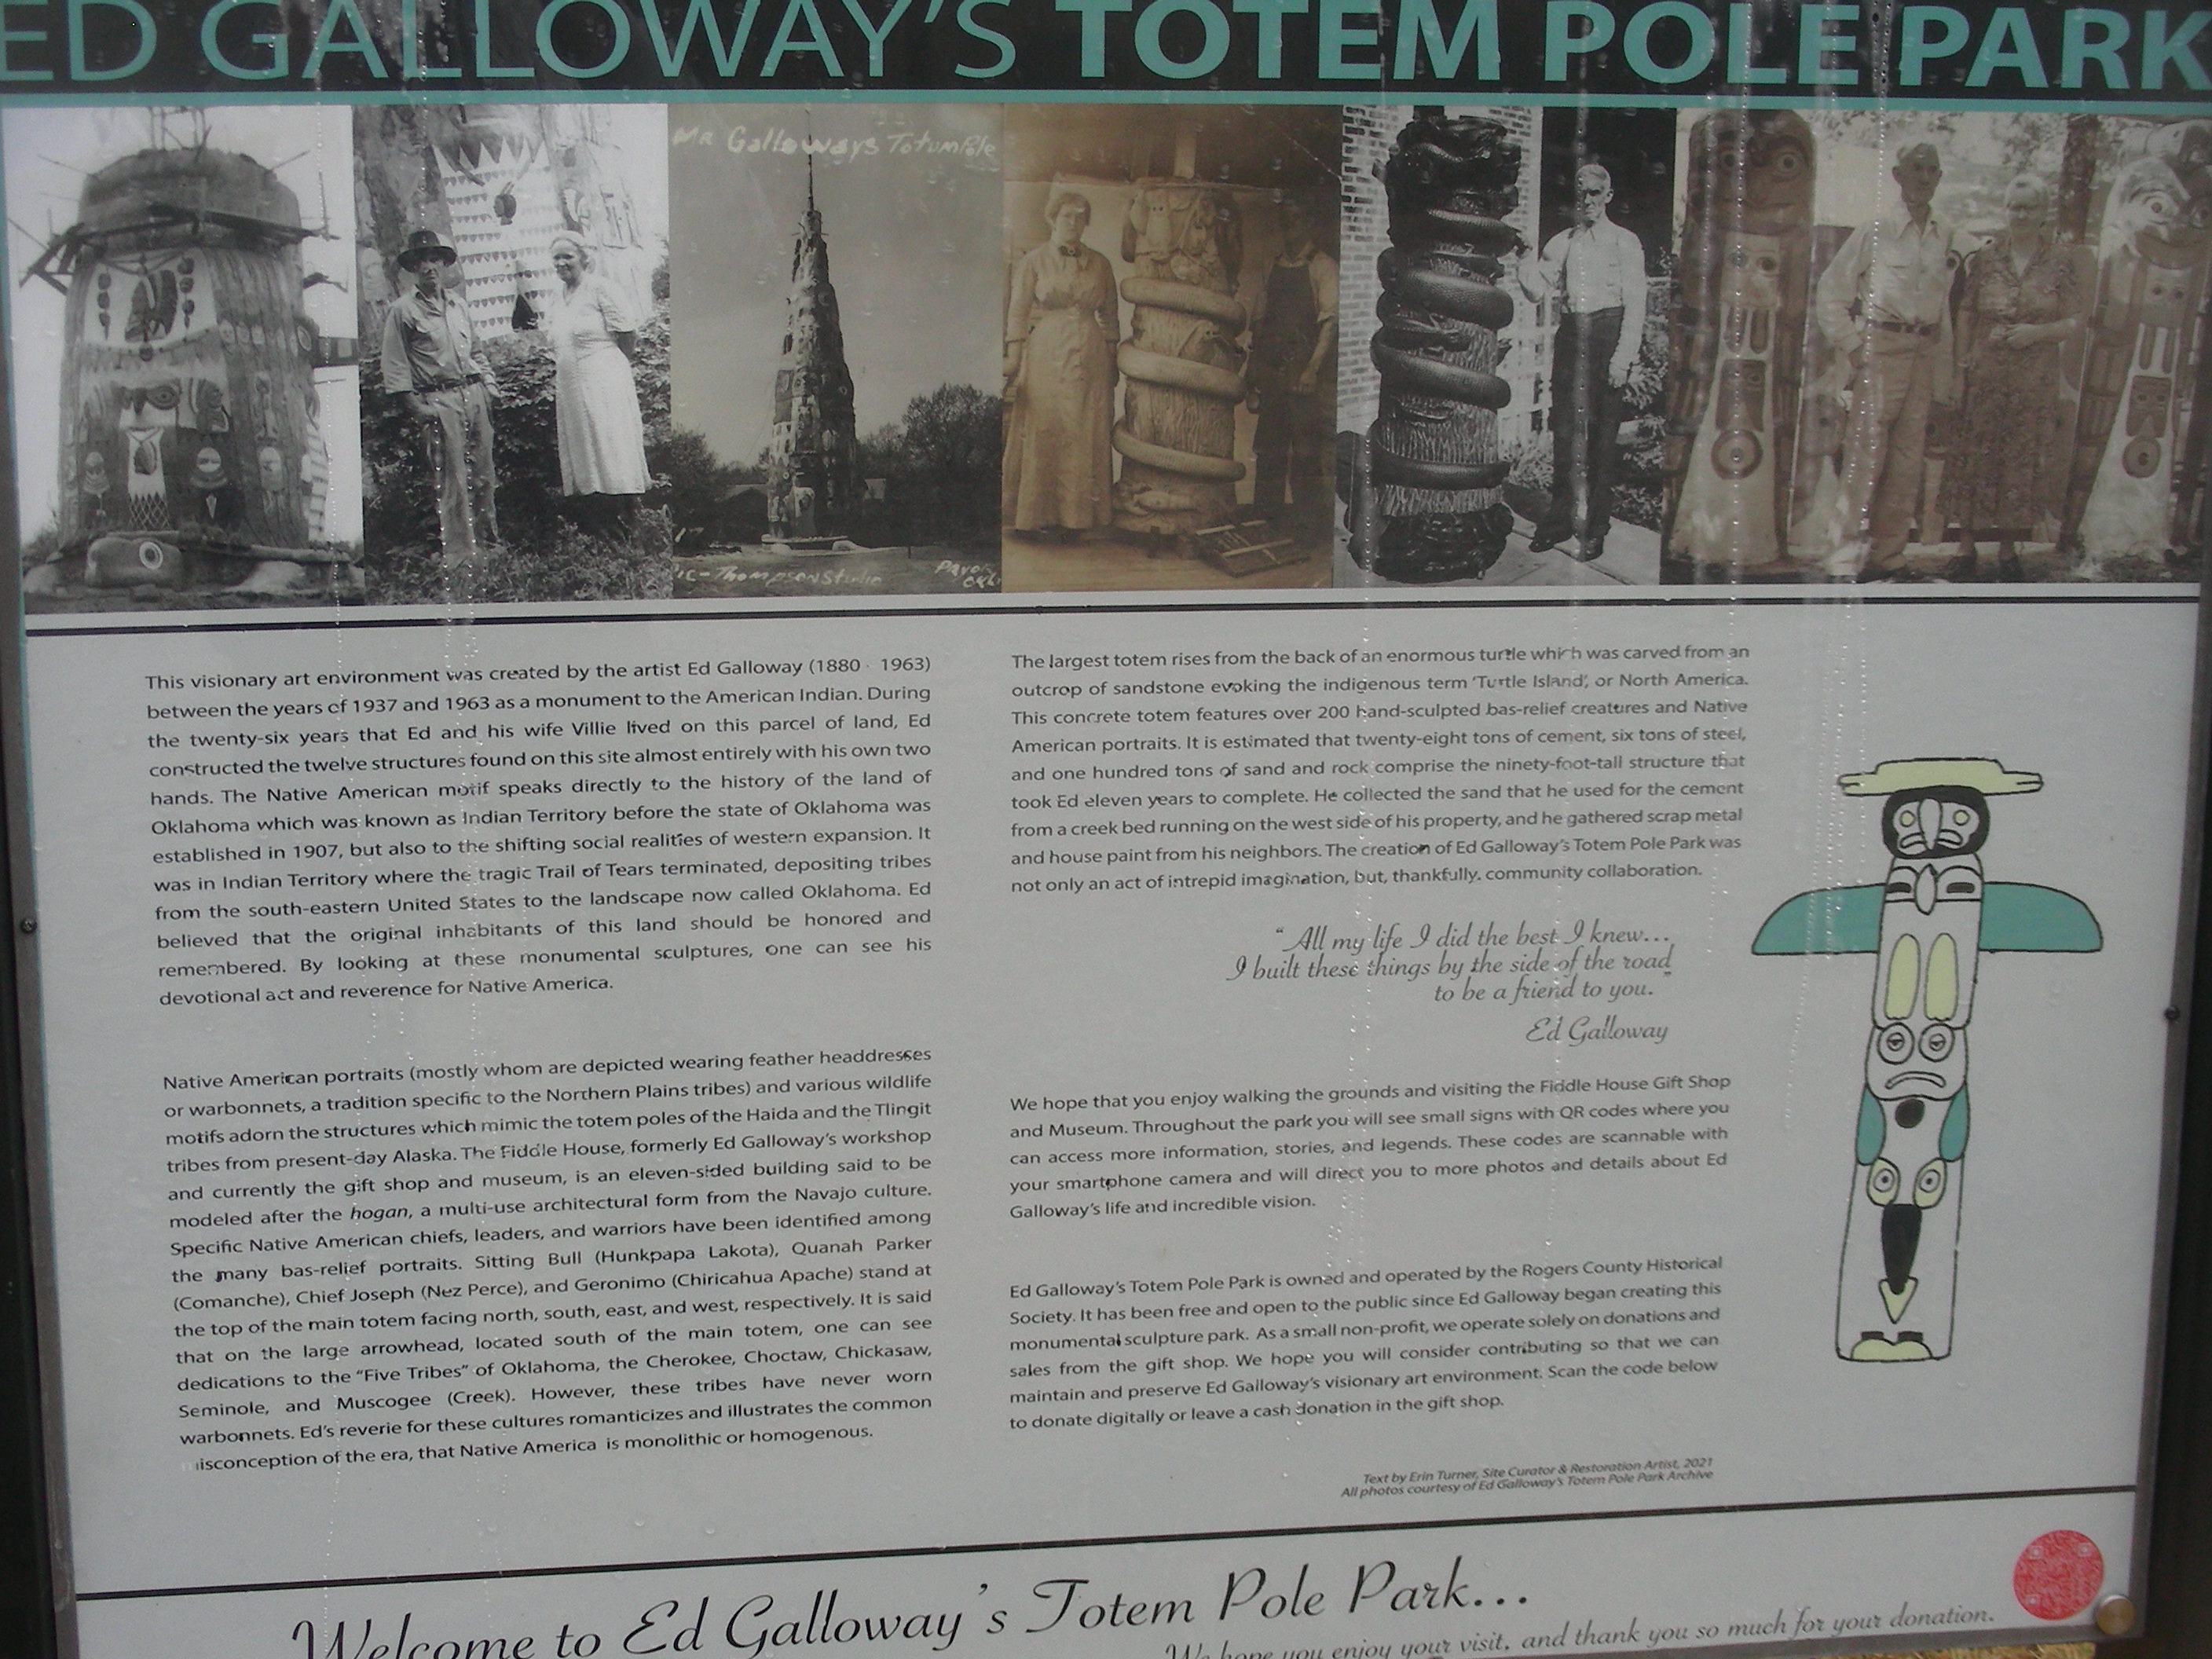 ED GALLOWAY'S TOTEM POLE PARK
Mr Galloways Totum Pole
Pic-Thompson Studio
This visionary art environment was created by the artist Ed Galloway (1880 - 1963)
between the years of 1937 and 1963 as a monument to the American Indian. During
the twenty-six years that Ed and his wife Villie lived on this parcel of land, Ed
constructed the twelve structures found on this site almost entirely with his own two
hands. The Native American motif speaks directly to the history of the land of
Oklahoma which was known as Indian Territory before the state of Oklahoma was
established in 1907, but also to the shifting social realities of western expansion. It
was in Indian Territory where the tragic Trail of Tears terminated, depositing tribes
from the south-eastern United States to the landscape now called Oklahoma. Ed
believed that the original inhabitants of this land should be honored and
remembered. By looking at these monumental sculptures, one can see his
devotional act and reverence for Native America.
Native American portraits (mostly whom are depicted wearing feather headdresses
or warbonnets, a tradition specific to the Northern Plains tribes) and various wildlife
motifs adorn the structures which mimic the totem poles of the Haida and the Tlingit
tribes from present-day Alaska. The Fiddle House, formerly Ed Galloway's workshop
and currently the gift shop and museum, is an eleven-sided building said to be
modeled after the hogan, a multi-use architectural form from the Navajo culture.
Specific Native American chiefs, leaders, and warriors have been identified among
the many bas-relief portraits. Sitting Bull (Hunkpapa Lakota), Quanah Parker
(Comanche), Chief Joseph (Nez Perce), and Geronimo (Chiricahua Apache) stand at
the top of the main totem facing north, south, east, and west, respectively. It is said
that on the large arrowhead, located south of the main totem, one can see
dedications to the "Five Tribes" of Oklahoma, the Cherokee, Choctaw, Chickasaw,
Seminole, and Muscogee (Creek). However, these tribes have never worn
warbonnets. Ed's reverie for these cultures romanticizes and illustrates the common
misconception of the era, that Native America is monolithic or homogenous.
The largest totem rises from the back of an enormous turtle which was carved from an
outcrop of sandstone evoking the indigenous term 'Turtle Island', or North America.
This concrete totem features over 200 hand-sculpted bas-relief creatures and Native
American portraits. It is estimated that twenty-eight tons of cement, six tons of steel,
and one hundred tons of sand and rock comprise the ninety-foot-tall structure that
took Ed eleven years to complete. He collected the sand that he used for the cement
from a creek bed running on the west side of his property, and he gathered scrap metal
and house paint from his neighbors. The creation of Ed Galloway's Totem Pole Park was
not only an act of intrepid imagination, but, thankfully, community collaboration.
"All my life I did the best I knew...
I built these things by the side of the road
to be a friend to you."
Ed Galloway
We hope that you enjoy walking the grounds and visiting the Fiddle House Gift Shop
and Museum. Throughout the park you will see small signs with QR codes where you
can access more information, stories, and legends. These codes are scannable with
your smartphone camera and will direct you to more photos and details about Ed
Galloway's life and incredible vision.
Ed Galloway's Totem Pole Park is owned and operated by the Rogers County Historical
Society. It has been free and open to the public since Ed Galloway began creating this
monumental sculpture park. As a small non-profit, we operate solely on donations and
sales from the gift shop. We hope you will consider contributing so that we can
maintain and preserve Ed Galloway's visionary art environment. Scan the code below
to donate digitally or leave a cash donation in the gift shop.
Text by Erin Turner, Site Curator & Restoration Artist, 2021
All photos courtesy of Ed Galloway's Totem Pole Park Archive
Welcome to Ed Galloway's Totem Pole Park...
We hope you enjoy your visit, and thank you so much for your donation.